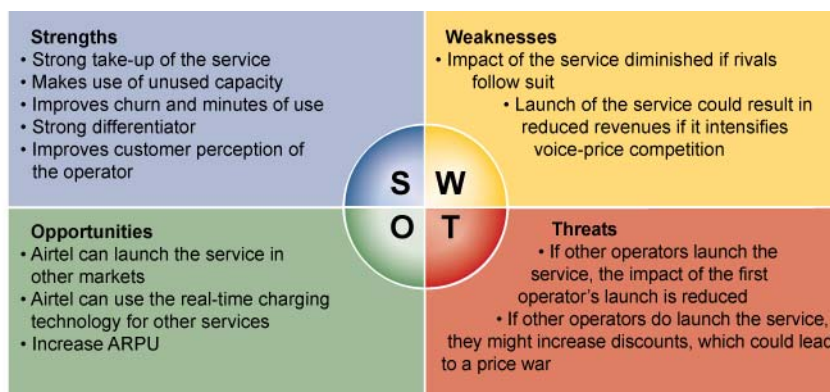 Strengths
• Strong take-up of the service
• Makes use of unused capacity
• Improves churn and minutes of use
• Strong differentiator
• Improves customer perception of
the operator
Weaknesses
• Impact of the service diminished if rivals
follow suit
• Launch of the service could result in
reduced revenues if it intensifies
voice-price competition
S W
O T
Opportunities
• Airtel can launch the service in
other markets
• Airtel can use the real-time charging
technology for other services
• Increase ARPU
Threats
• If other operators launch the
service, the impact of the first
operator's launch is reduced
• If other operators do launch the service,
they might increase discounts, which could lead
to a price war